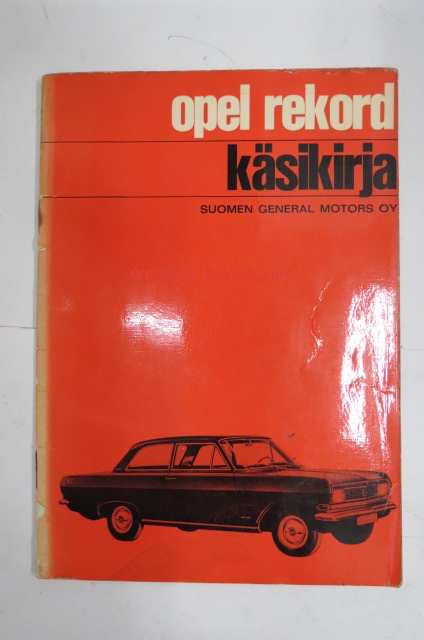 opel rekord
käsikirja
SUOMEN GENERAL MOTORS OY